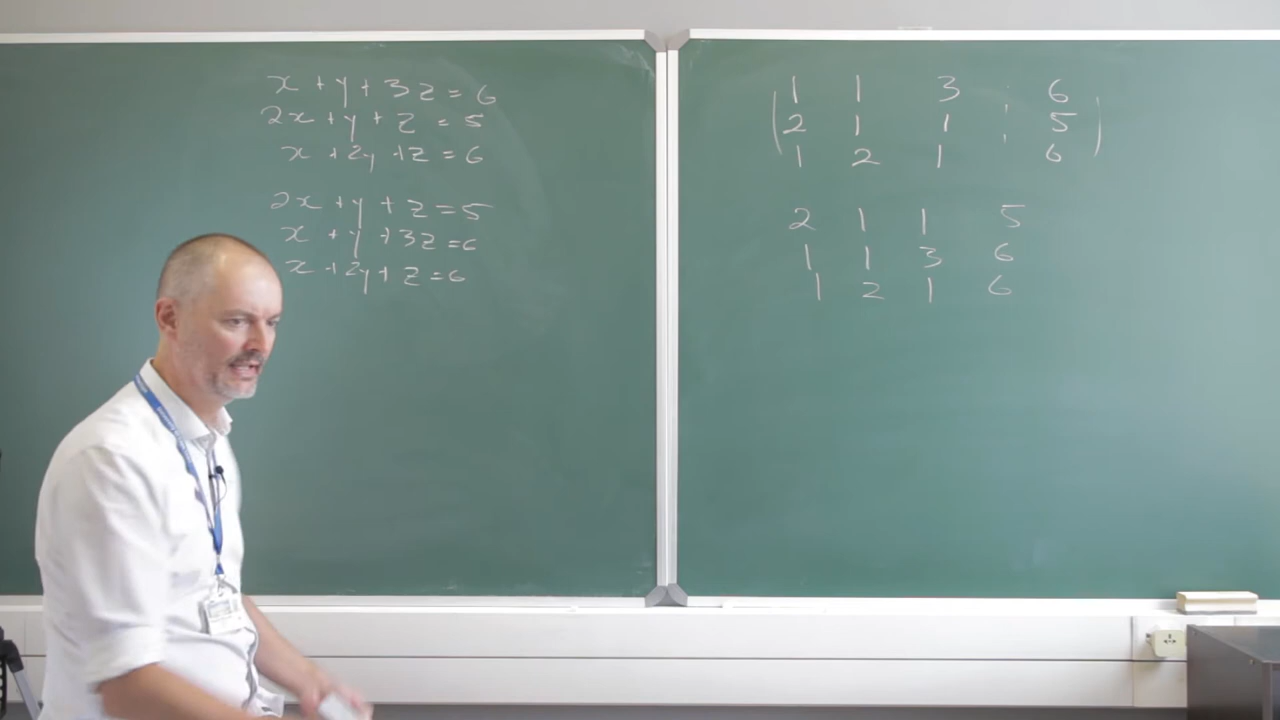 x + y + 3z = 6
2x + y + z = 5
x + 2y + z = 6
2x + y + z = 5
x + y + 3z = 6
x + 2y + z = 6
( 1 1 3 ⋮ 6 )
2 1 1 ⋮ 5
1 2 1 6
2 1 1 5
1 1 3 6
1 2 1 6